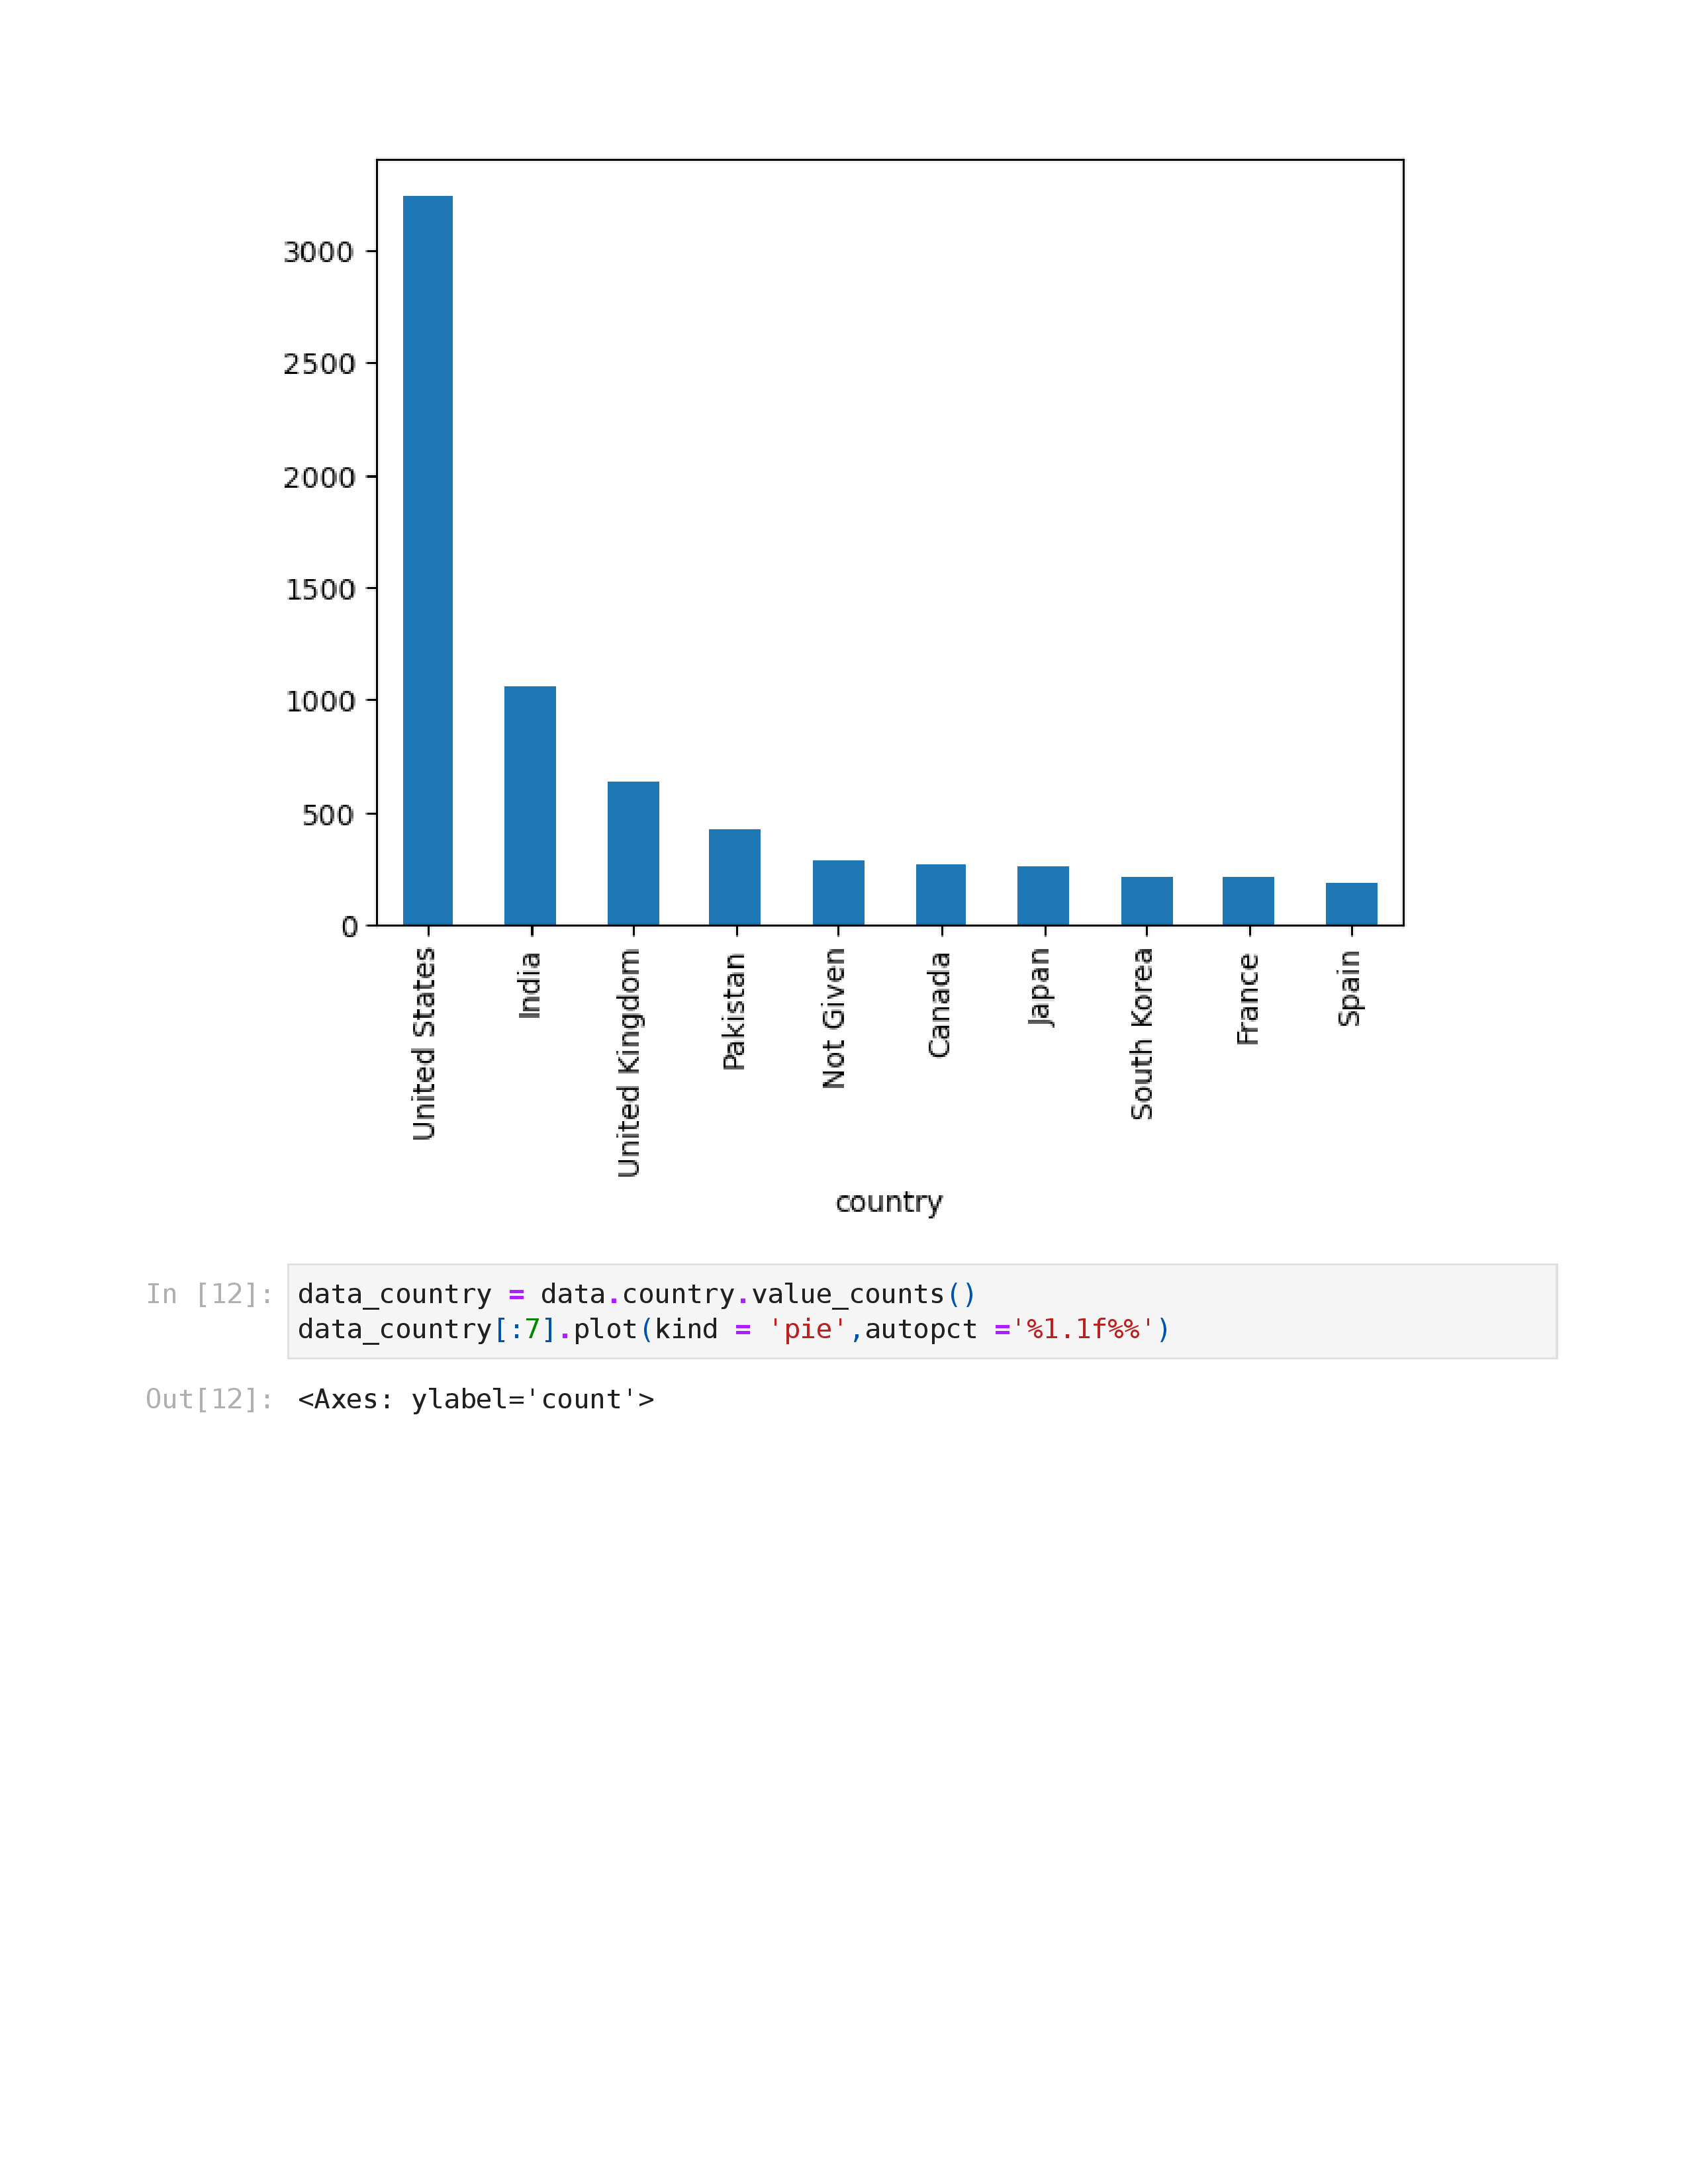 3000
2500
2000
1500
1000
500
0
United States
India
United Kingdom
Pakistan
Not Given
Canada
Japan
South Korea
France
Spain
country
In [12]: data_country = data.country.value_counts()
data_country[:7].plot(kind = 'pie',autopct ='%1.1f%%')
Out[12]: <Axes: ylabel='count'>